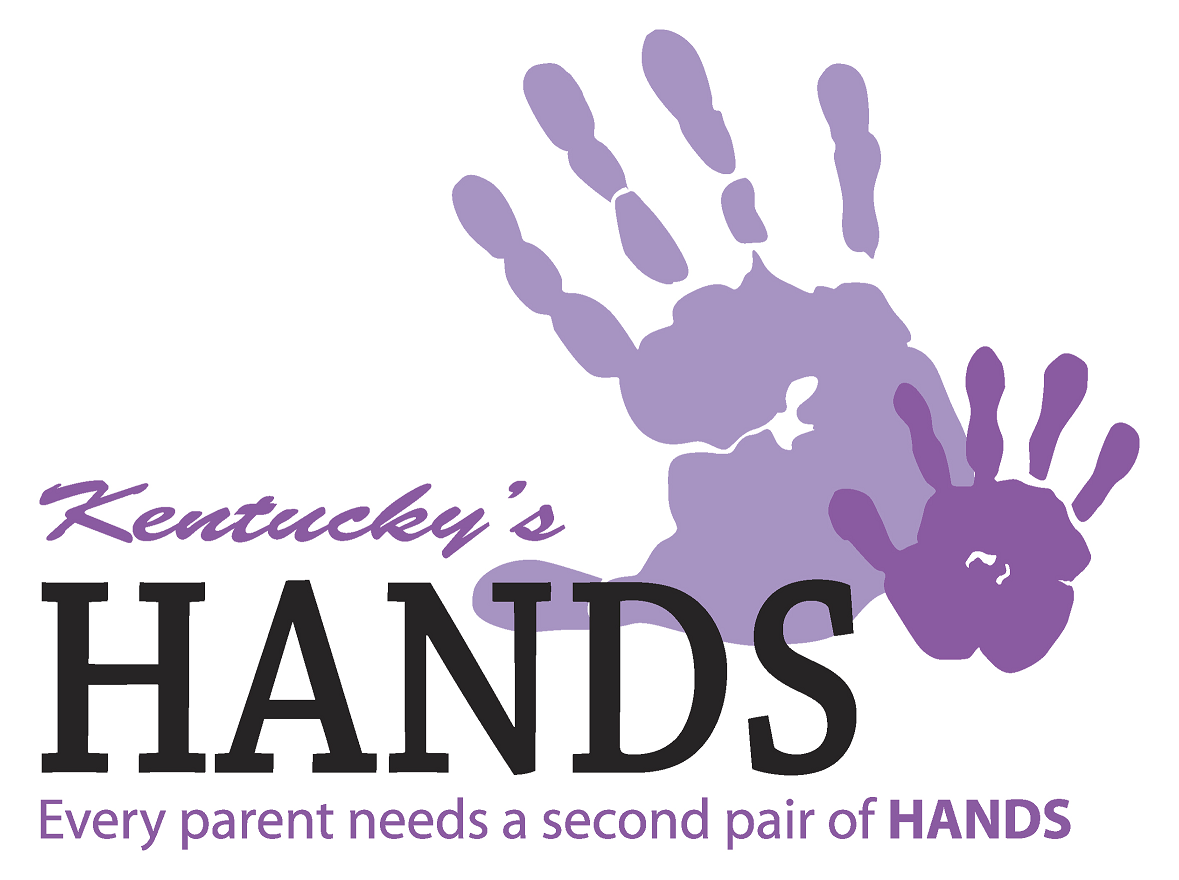 Kentucky's
HANDS
Every parent needs a second pair of HANDS